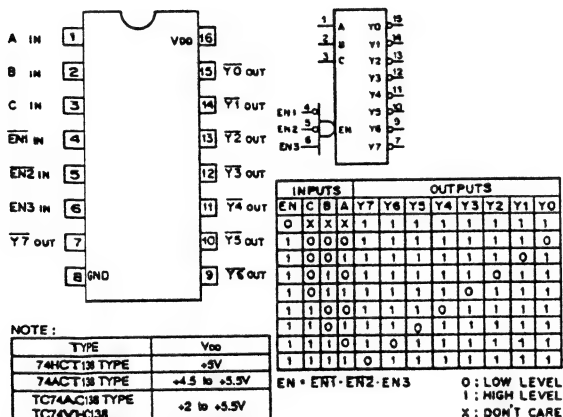 A IN 1
B IN 2
C IN 3
EN1 IN 4
EN2 IN 5
EN3 IN 6
Y7 OUT 7
8 GND
VDD 16
15 Y0 OUT
14 Y1 OUT
13 Y2 OUT
12 Y3 OUT
11 Y4 OUT
10 Y5 OUT
9 Y6 OUT
1 A Y0 15
2 B Y1 14
3 C Y2 13
Y3 12
Y4 11
EN1 4 Y5 10
EN2 5 EN Y6 9
EN3 6 Y7 7
INPUTS OUTPUTS
EN C B A Y7 Y6 Y5 Y4 Y3 Y2 Y1 Y0
0 X X X 1 1 1 1 1 1 1 1
1 0 0 0 1 1 1 1 1 1 1 0
1 0 0 1 1 1 1 1 1 1 0 1
1 0 1 0 1 1 1 1 1 0 1 1
1 0 1 1 1 1 1 1 0 1 1 1
1 1 0 0 1 1 1 0 1 1 1 1
1 1 0 1 1 1 0 1 1 1 1 1
1 1 1 0 1 0 1 1 1 1 1 1
1 1 1 1 0 1 1 1 1 1 1 1
EN = EN1·EN2·EN3
0 : LOW LEVEL
1 : HIGH LEVEL
X : DON'T CARE
NOTE :
TYPE VDD
74HCT138 TYPE +5V
74ACT138 TYPE +4.5 to +5.5V
TC74AC138 TYPE +2 to +5.5V
TC74VHC138